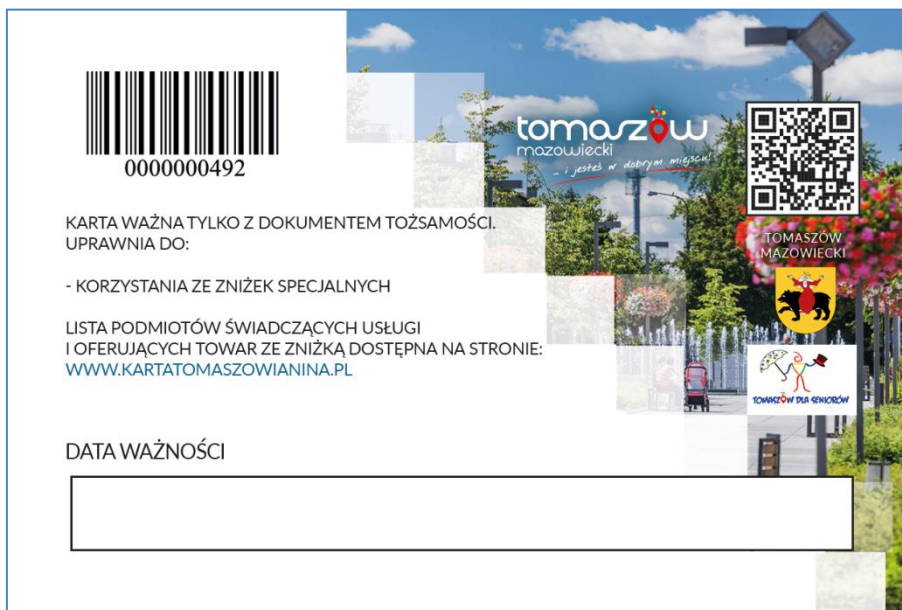 0000000492
KARTA WAŻNA TYLKO Z DOKUMENTEM TOŻSAMOŚCI.
UPRAWNIA DO:
- KORZYSTANIA ZE ZNIŻEK SPECJALNYCH
LISTA PODMIOTÓW ŚWIADCZĄCYCH USŁUGI
I OFERUJĄCYCH TOWAR ZE ZNIŻKĄ DOSTĘPNA NA STRONIE:
WWW.KARTATOMASZOWIANINA.PL
DATA WAŻNOŚCI
tomaszów
mazowiecki
... i jesteś w dobrym miejscu!
TOMASZÓW
MAZOWIECKI
TOMASZÓW DLA SENIORÓW